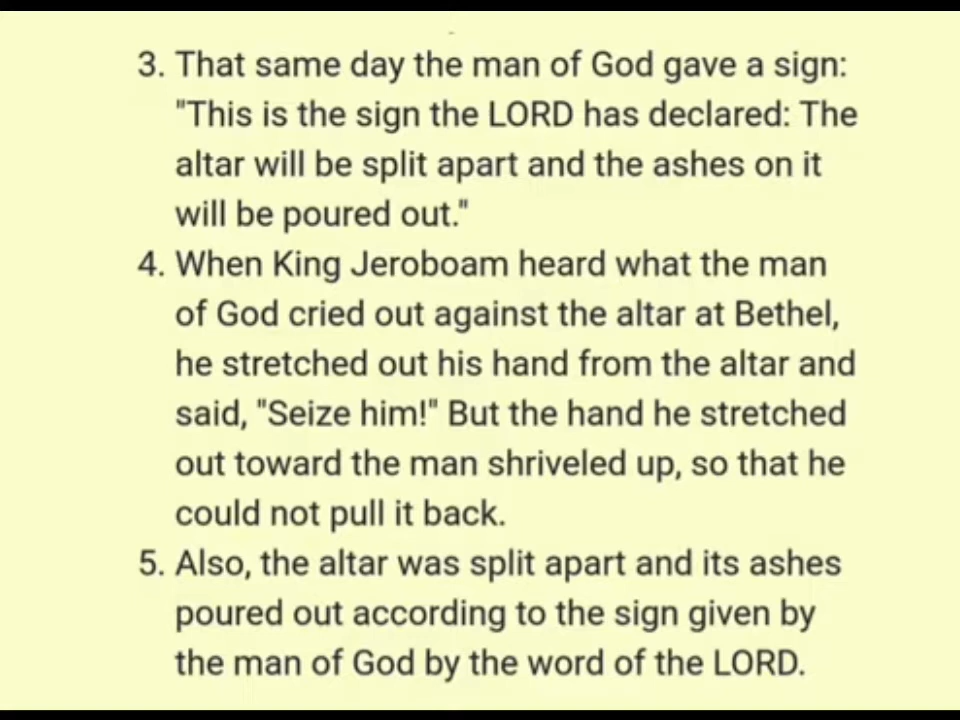 3. That same day the man of God gave a sign:
"This is the sign the LORD has declared: The
altar will be split apart and the ashes on it
will be poured out."
4. When King Jeroboam heard what the man
of God cried out against the altar at Bethel,
he stretched out his hand from the altar and
said, "Seize him!" But the hand he stretched
out toward the man shriveled up, so that he
could not pull it back.
5. Also, the altar was split apart and its ashes
poured out according to the sign given by
the man of God by the word of the LORD.